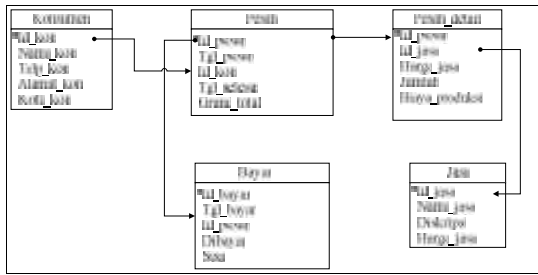 Konsumen
*Id_kon
Nama_kon
Telp_kon
Alamat_kon
Kota_kon
Pesan
*Id_pesan
Tgl_pesan
Id_kon
Tgl_selesai
Grand_total
Pesan_detail
*Id_pesan
Id_jasa
Harga_jasa
Jumlah
Biaya_produksi
Bayar
*Id_bayar
Tgl_bayar
Id_pesan
Dibayar
Sisa
Jasa
*Id_jasa
Nama_jasa
Diskripsi
Harga_jasa